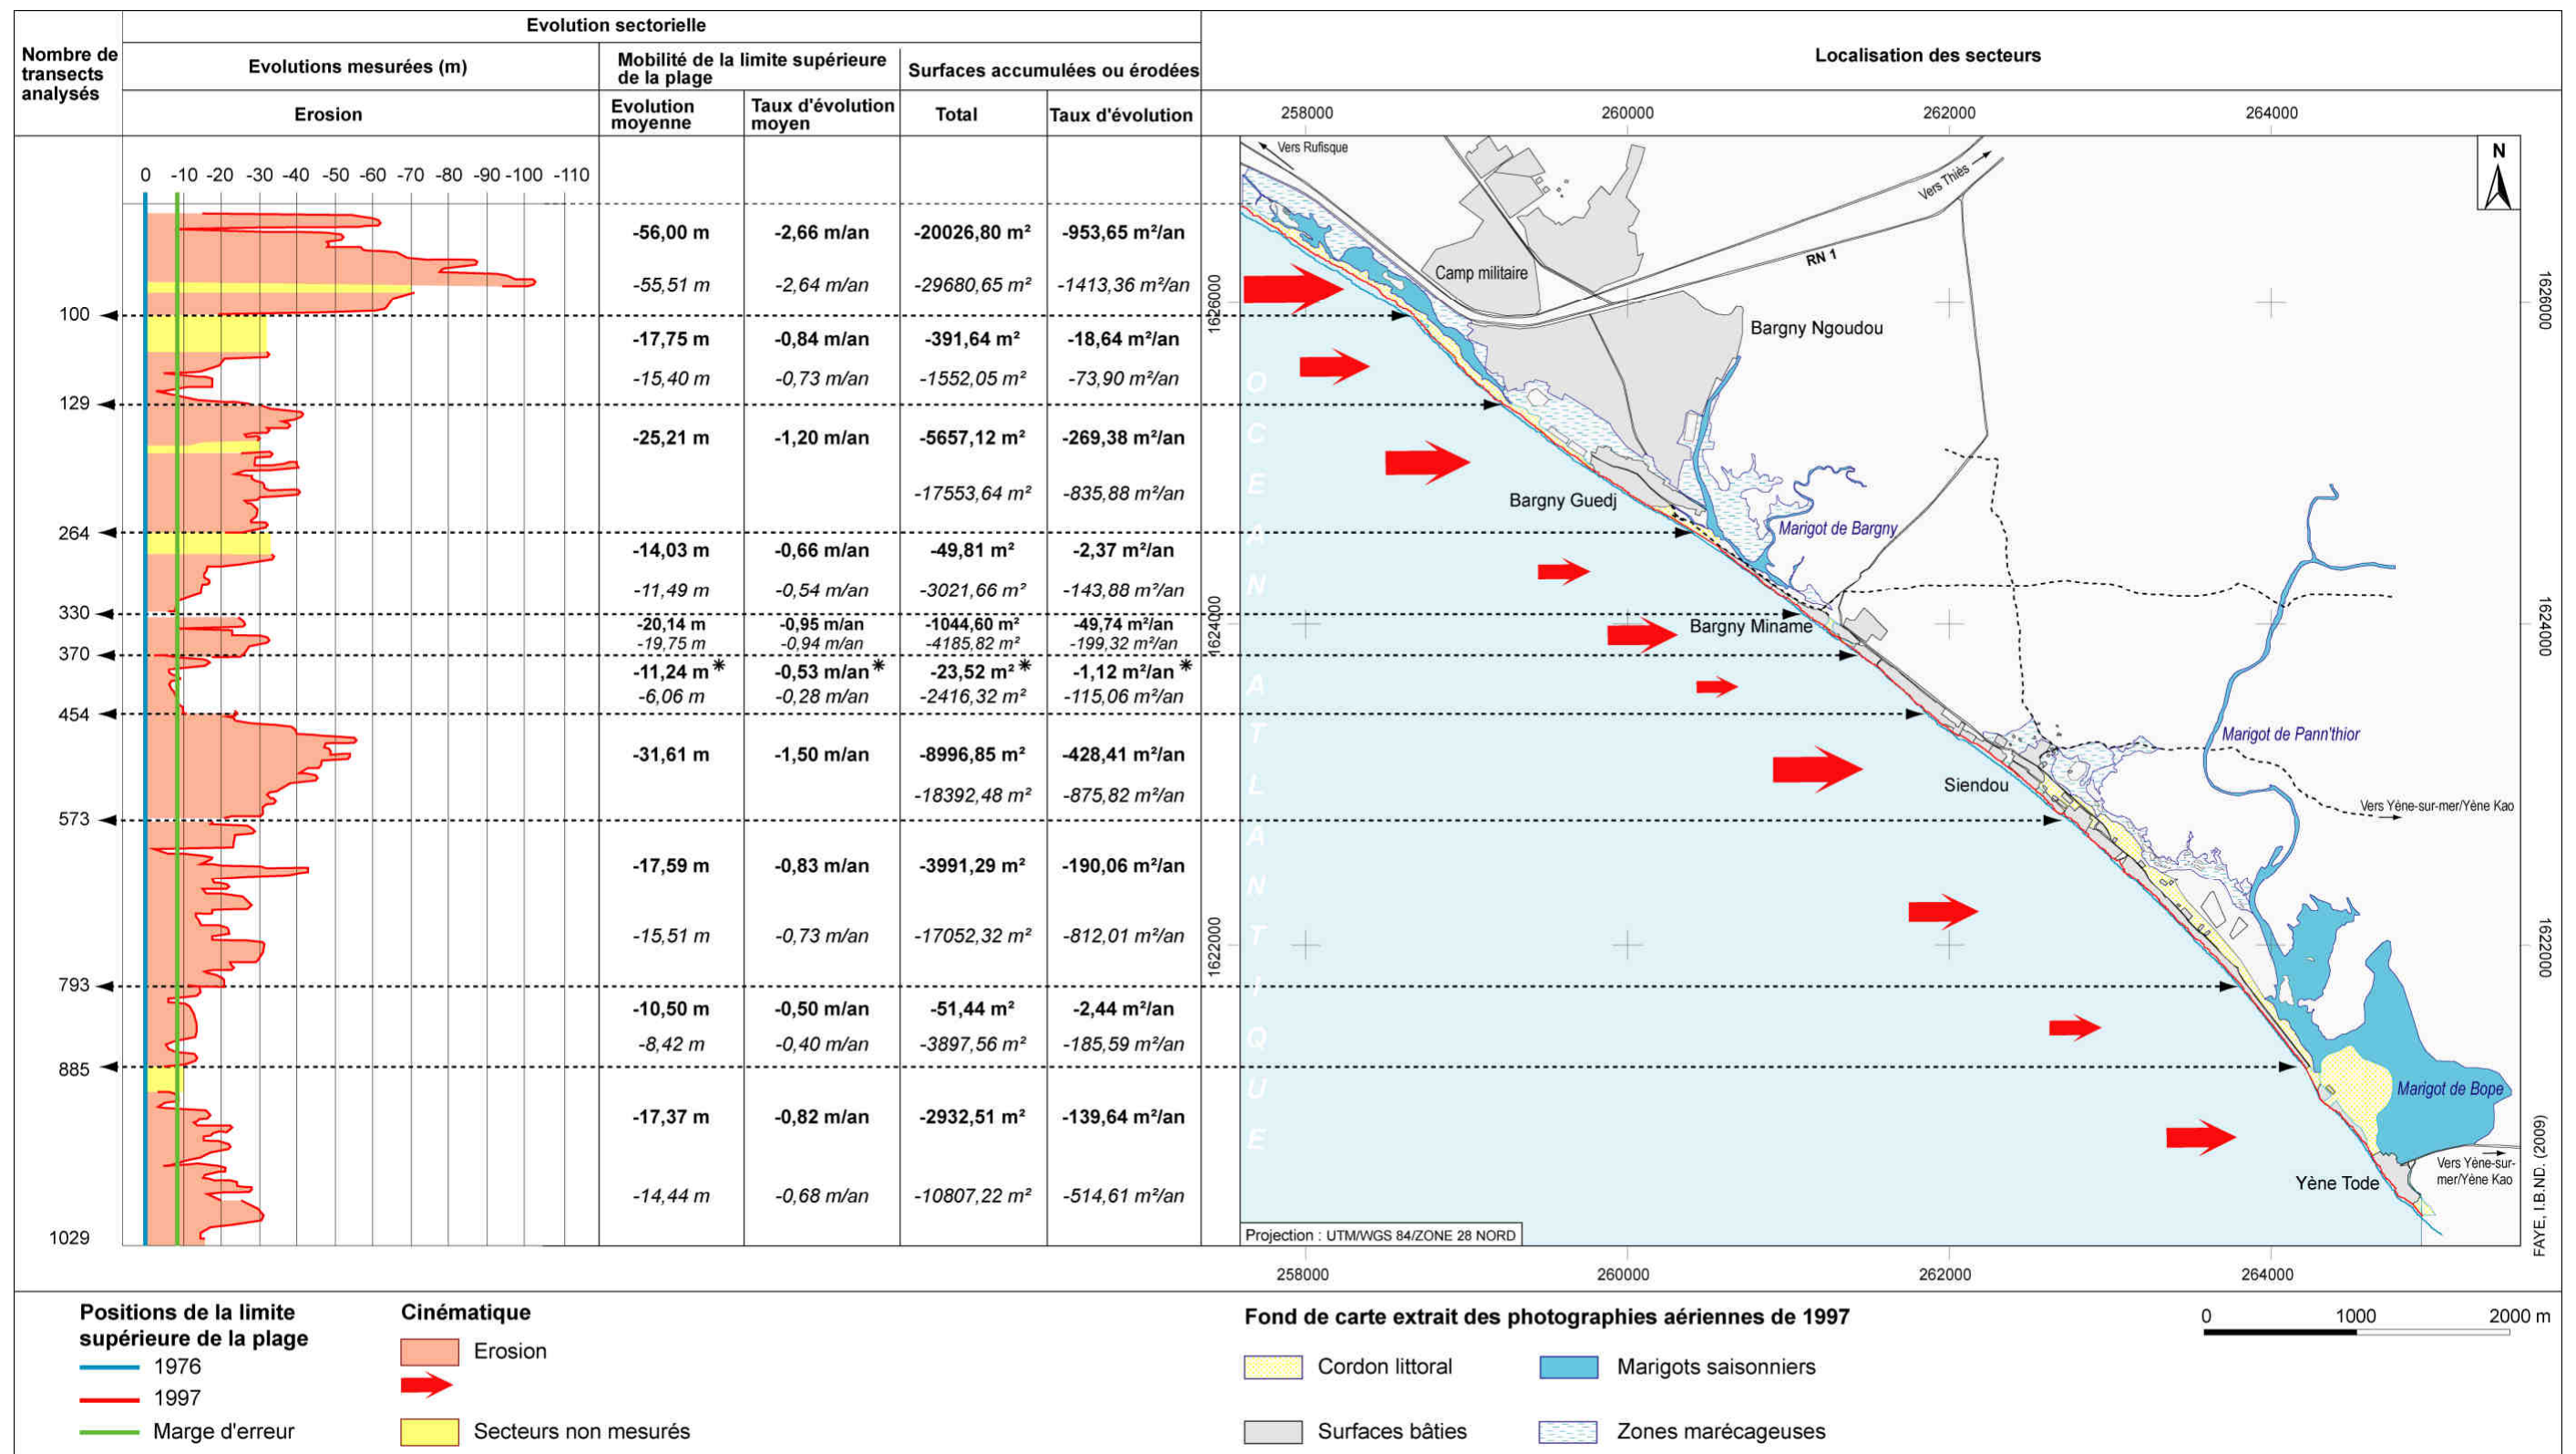 Evolution sectorielle
Nombre de
transects
analysés
Evolutions mesurées (m)
Mobilité de la limite supérieure
de la plage
Surfaces accumulées ou érodées
Localisation des secteurs
Erosion
Evolution
moyenne
Taux d'évolution
moyen
Total
Taux d'évolution
258000 260000 262000 264000
0 -10 -20 -30 -40 -50 -60 -70 -80 -90 -100 -110
-56,00 m -2,66 m/an -20026,80 m² -953,65 m²/an
-55,51 m -2,64 m/an -29680,65 m² -1413,36 m²/an
100
-17,75 m -0,84 m/an -391,64 m² -18,64 m²/an
-15,40 m -0,73 m/an -1552,05 m² -73,90 m²/an
129
-25,21 m -1,20 m/an -5657,12 m² -269,38 m²/an
-17553,64 m² -835,88 m²/an
264
-14,03 m -0,66 m/an -49,81 m² -2,37 m²/an
-11,49 m -0,54 m/an -3021,66 m² -143,88 m²/an
330
-20,14 m -0,95 m/an -1044,60 m² -49,74 m²/an
-19,75 m -0,94 m/an -4185,82 m² -199,32 m²/an
370
-11,24 m* -0,53 m/an* -23,52 m²* -1,12 m²/an*
-6,06 m -0,28 m/an -2416,32 m² -115,06 m²/an
454
-31,61 m -1,50 m/an -8996,85 m² -428,41 m²/an
-18392,48 m² -875,82 m²/an
573
-17,59 m -0,83 m/an -3991,29 m² -190,06 m²/an
-15,51 m -0,73 m/an -17052,32 m² -812,01 m²/an
793
-10,50 m -0,50 m/an -51,44 m² -2,44 m²/an
-8,42 m -0,40 m/an -3897,56 m² -185,59 m²/an
885
-17,37 m -0,82 m/an -2932,51 m² -139,64 m²/an
-14,44 m -0,68 m/an -10807,22 m² -514,61 m²/an
1029
1626000
1624000
1622000
Vers Rufisque
Vers Thiès
N
RN 1
Camp militaire
Bargny Ngoudou
OCEAN ATLANTIQUE
Bargny Guedj
Marigot de Bargny
Bargny Miname
Marigot de Pann'thior
Siendou
Vers Yène-sur-mer/Yène Kao
Marigot de Bope
Vers Yène-sur-
mer/Yène Kao
Yène Tode
1626000
1624000
1622000
FAYE, I.B.ND. (2009)
Projection : UTM/WGS 84/ZONE 28 NORD
258000 260000 262000 264000
Positions de la limite
supérieure de la plage
1976
1997
Marge d'erreur
Cinématique
Erosion
Secteurs non mesurés
Fond de carte extrait des photographies aériennes de 1997
Cordon littoral
Marigots saisonniers
Surfaces bâties
Zones marécageuses
0 1000 2000 m